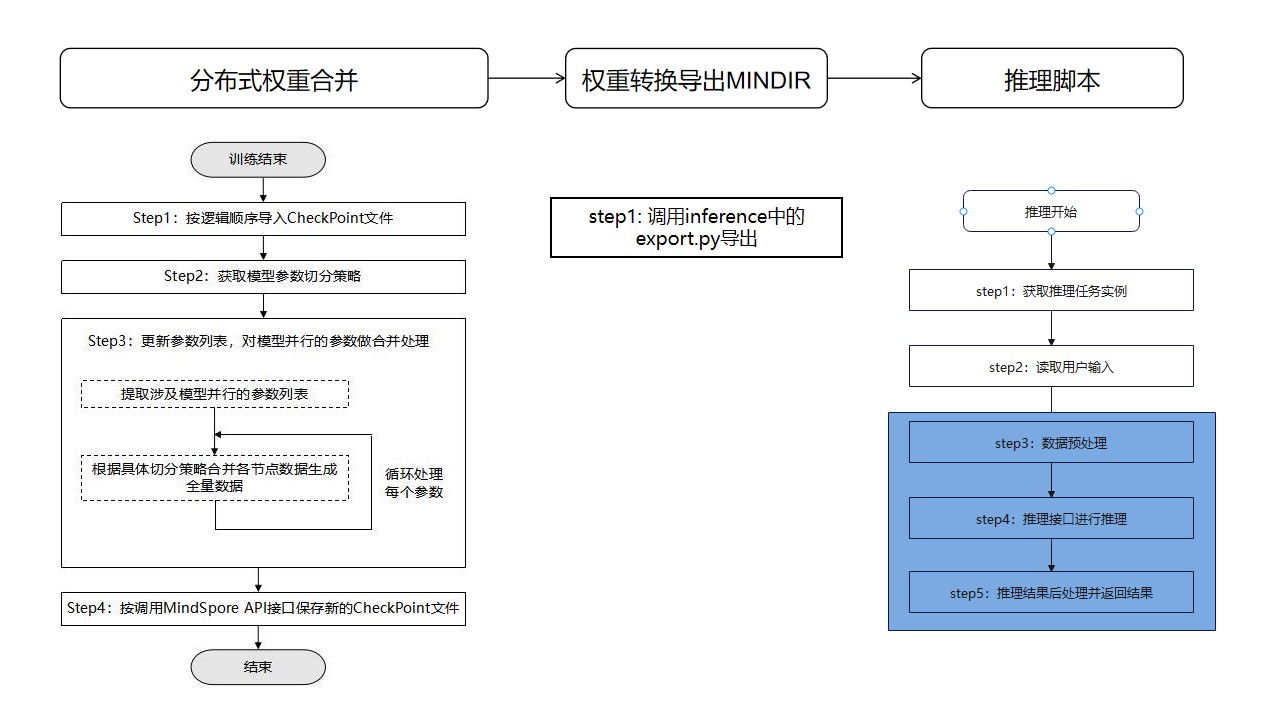 分布式权重合并
权重转换导出MINDIR
推理脚本
训练结束
Step1：按逻辑顺序导入CheckPoint文件
Step2：获取模型参数切分策略
Step3：更新参数列表，对模型并行的参数做合并处理
提取涉及模型并行的参数列表
根据具体切分策略合并各节点数据生成
全量数据
循环处理
每个参数
Step4：按调用MindSpore API接口保存新的CheckPoint文件
结束
step1: 调用inference中的
export.py导出
推理开始
step1：获取推理任务实例
step2：读取用户输入
step3：数据预处理
step4：推理接口进行推理
step5：推理结果后处理并返回结果